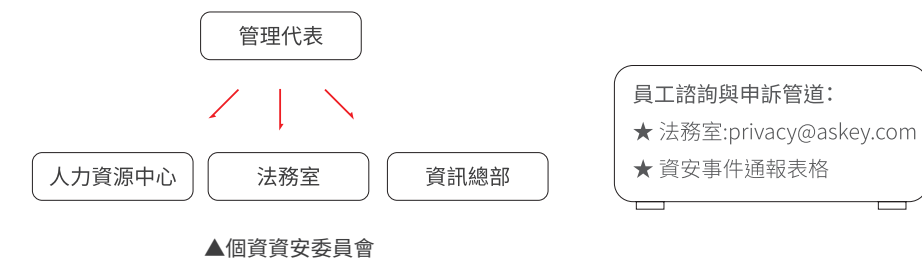 管理代表
人力資源中心
法務室
資訊總部
▲個資資安委員會
員工諮詢與申訴管道：
★ 法務室:privacy@askey.com
★ 資安事件通報表格